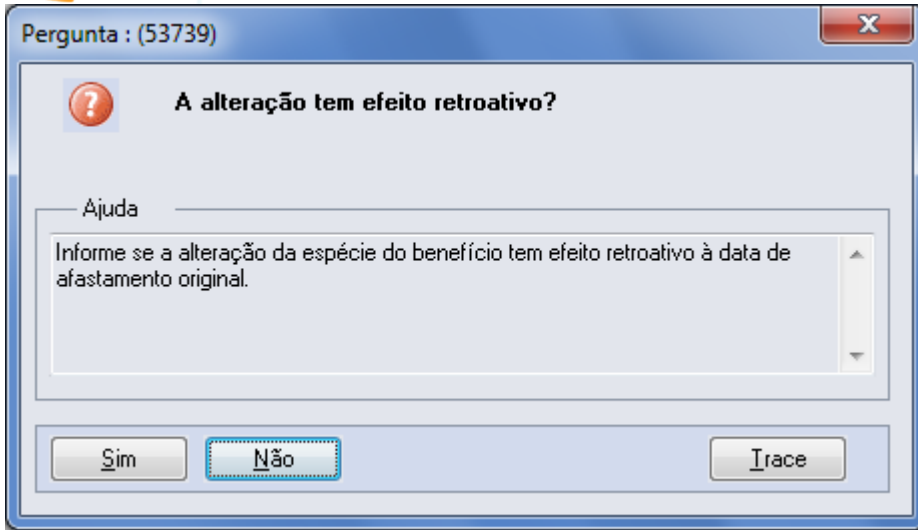 Pergunta : (53739)
A alteração tem efeito retroativo?
Ajuda
Informe se a alteração da espécie do benefício tem efeito retroativo à data de
afastamento original.
Sim
Não
Trace